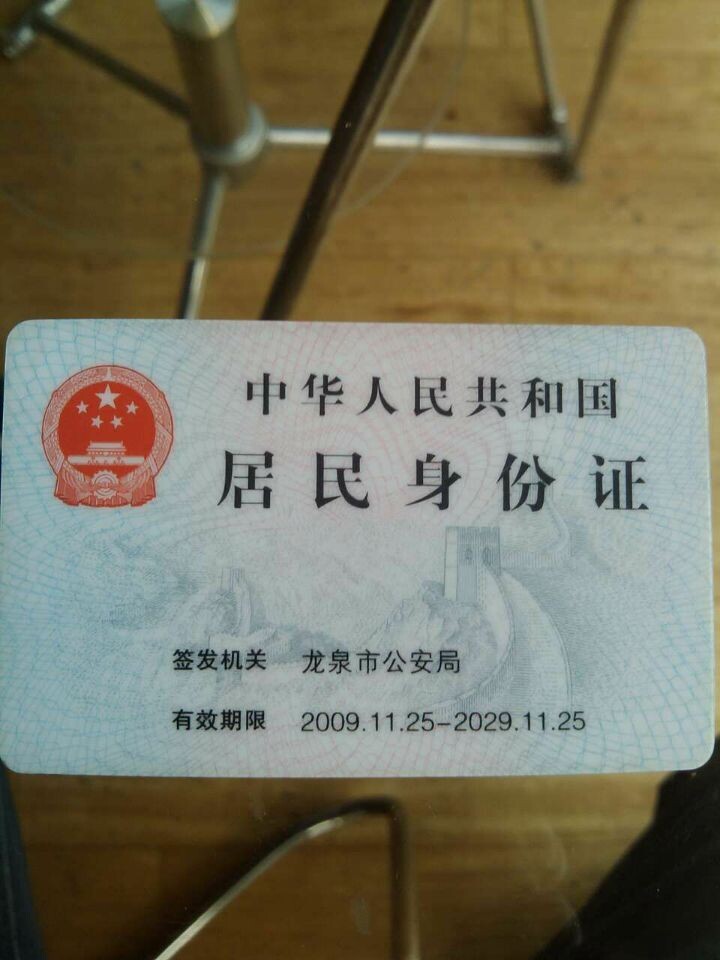 中华人民共和国
居民身份证
签发机关 龙泉市公安局
有效期限 2009.11.25-2029.11.25